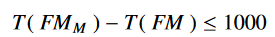 T( FM_M ) − T( FM ) ≤ 1000